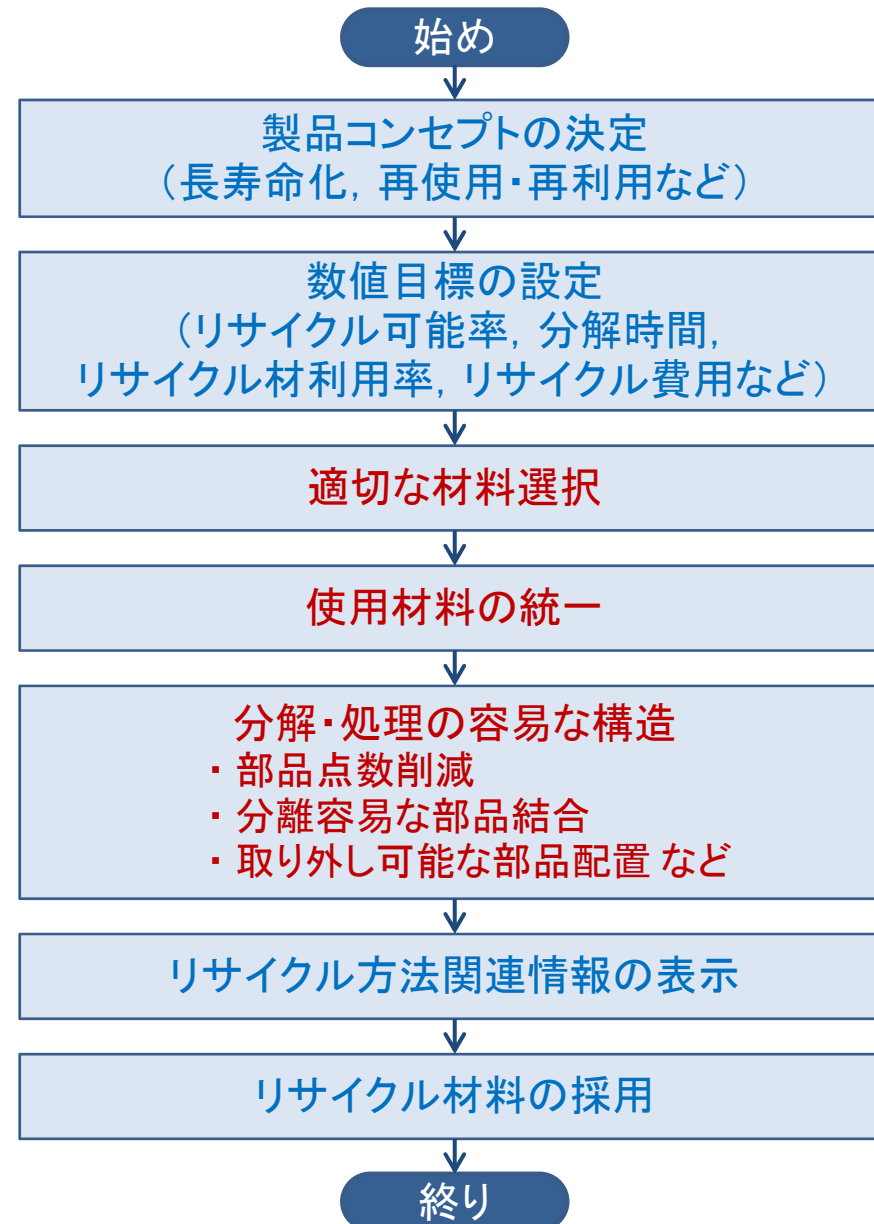 始め
製品コンセプトの決定
（長寿命化，再使用・再利用など）
数値目標の設定
（リサイクル可能率，分解時間，
リサイクル材利用率，リサイクル費用など）
適切な材料選択
使用材料の統一
分解・処理の容易な構造
・部品点数削減
・分離容易な部品結合
・取り外し可能な部品配置 など
リサイクル方法関連情報の表示
リサイクル材料の採用
終り